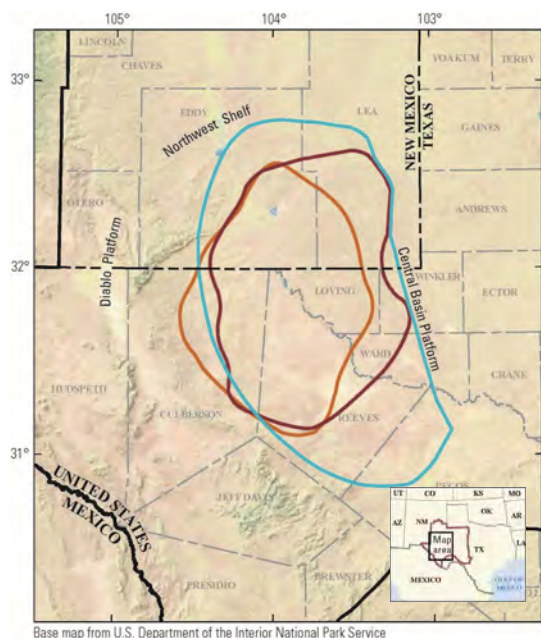 105°
104°
103°
33°
LINCOLN
CHAVES
YOAKUM
TERRY
EDDY
LEA
Northwest Shelf
NEW MEXICO
TEXAS
GAINES
OTERO
ANDREWS
32°
Diablo Platform
Central Basin Platform
WINKLER
LOVING
ECTOR
WARD
CRANE
HUDSPETH
CULBERSON
REEVES
31°
UNITED STATES
MEXICO
JEFF DAVIS
PECOS
PRESIDIO
BREWSTER
UT
CO
KS
MO
AZ
NM
OK
AR
Map
area
TX
LA
MEXICO
GULF OF
MEXICO
Base map from U.S. Department of the Interior National Park Service